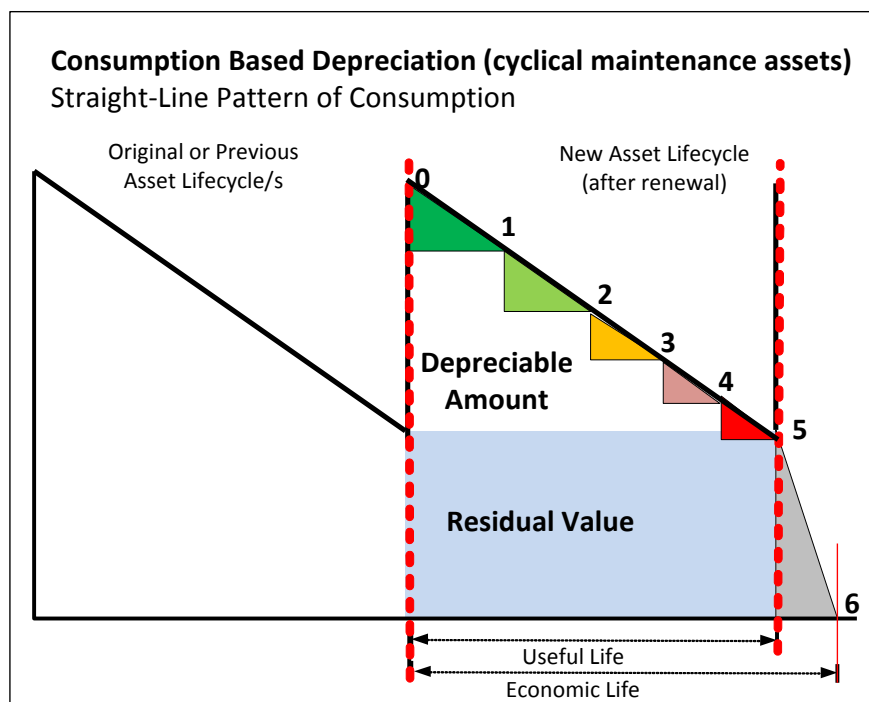 Consumption Based Depreciation (cyclical maintenance assets)
Straight-Line Pattern of Consumption
Original or Previous
Asset Lifecycle/s
New Asset Lifecycle
(after renewal)
0
1
2
3
4
5
6
Depreciable
Amount
Residual Value
Useful Life
Economic Life